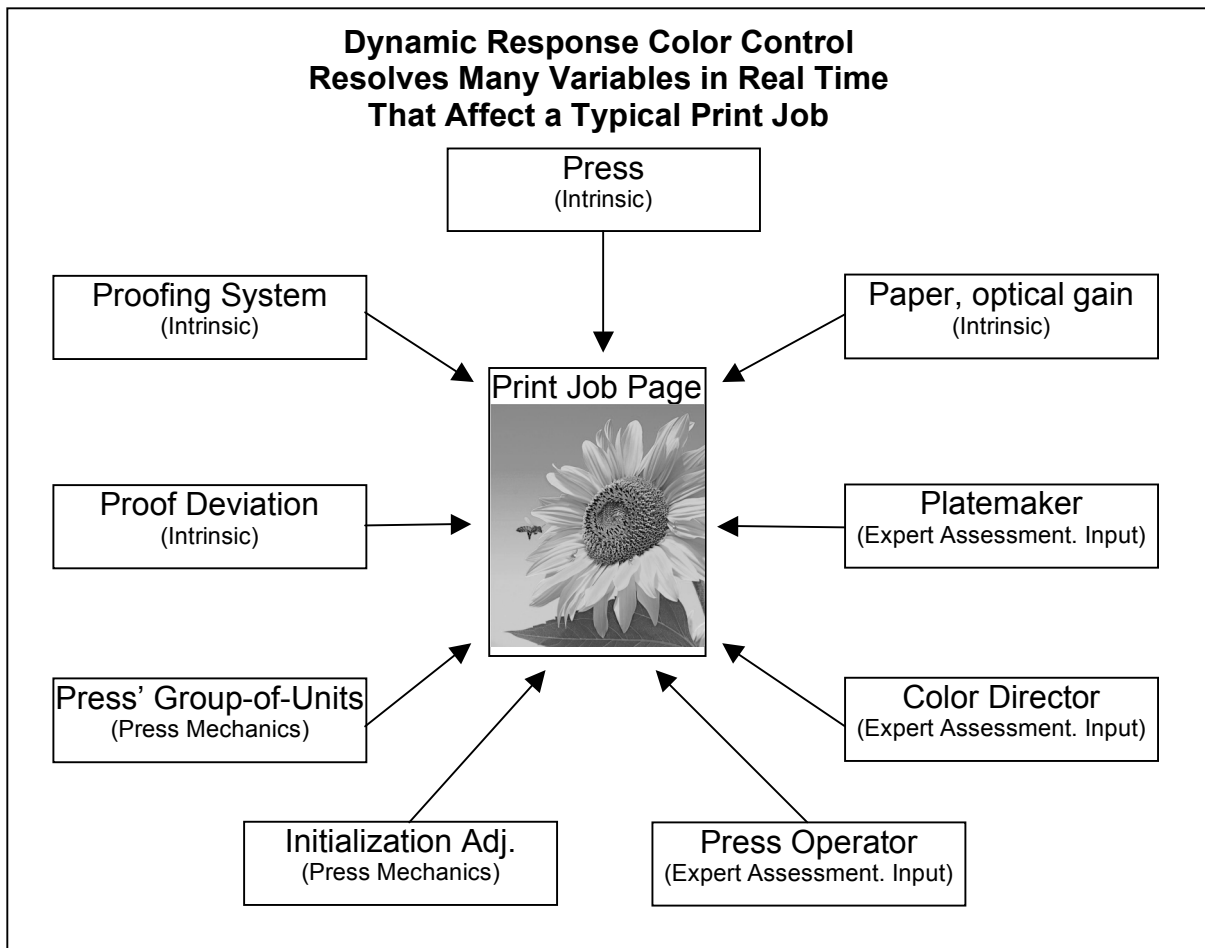 Dynamic Response Color Control
Resolves Many Variables in Real Time
That Affect a Typical Print Job
Press
(Intrinsic)
Proofing System
(Intrinsic)
Paper, optical gain
(Intrinsic)
Print Job Page
Proof Deviation
(Intrinsic)
Platemaker
(Expert Assessment. Input)
Press’ Group-of-Units
(Press Mechanics)
Color Director
(Expert Assessment. Input)
Initialization Adj.
(Press Mechanics)
Press Operator
(Expert Assessment. Input)